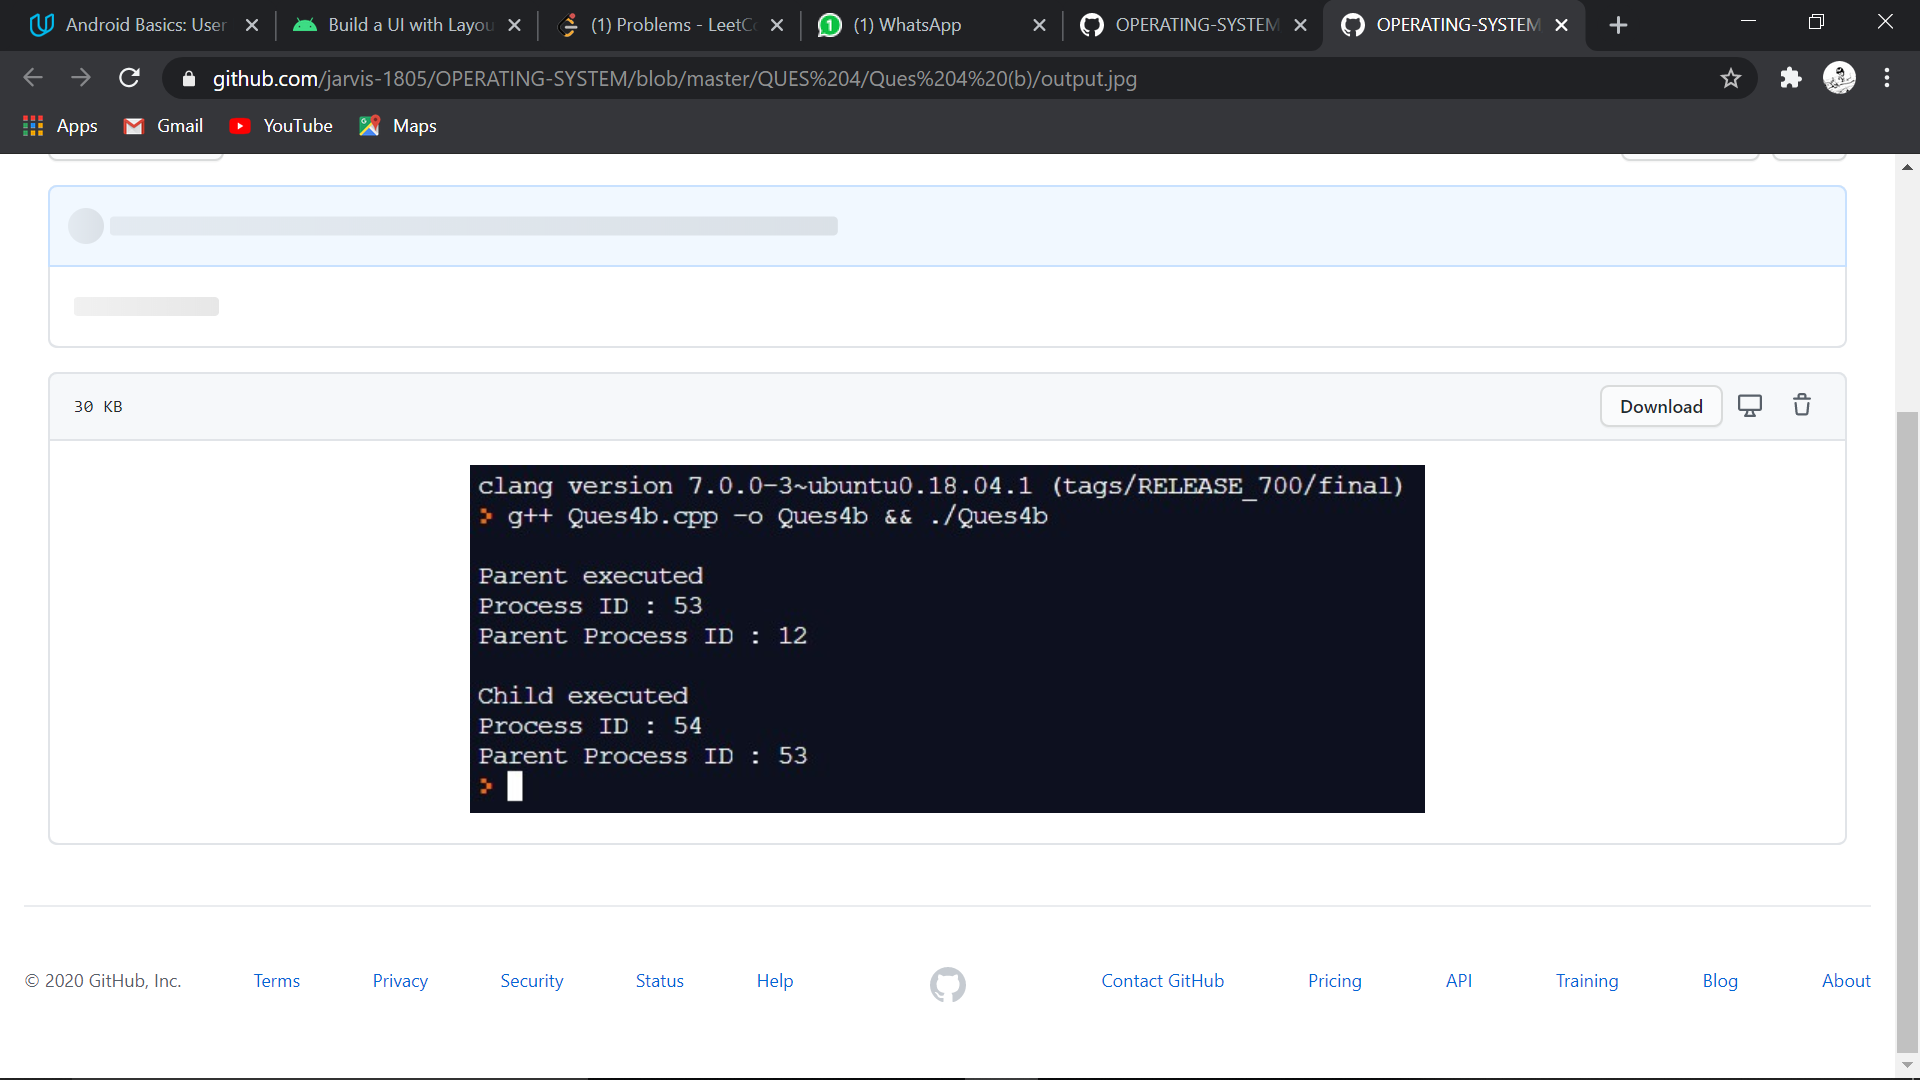 Android Basics: User
Build a UI with Layou
(1) Problems - LeetCo
(1) WhatsApp
OPERATING-SYSTEM
OPERATING-SYSTEM
github.com/jarvis-1805/OPERATING-SYSTEM/blob/master/QUES%204/Ques%204%20(b)/output.jpg
Apps
Gmail
YouTube
Maps
30 KB
Download
clang version 7.0.0-3~ubuntu0.18.04.1 (tags/RELEASE_700/final)
> g++ Ques4b.cpp -o Ques4b && ./Ques4b
Parent executed
Process ID : 53
Parent Process ID : 12
Child executed
Process ID : 54
Parent Process ID : 53
>
© 2020 GitHub, Inc. Terms Privacy Security Status Help Contact GitHub Pricing API Training Blog About